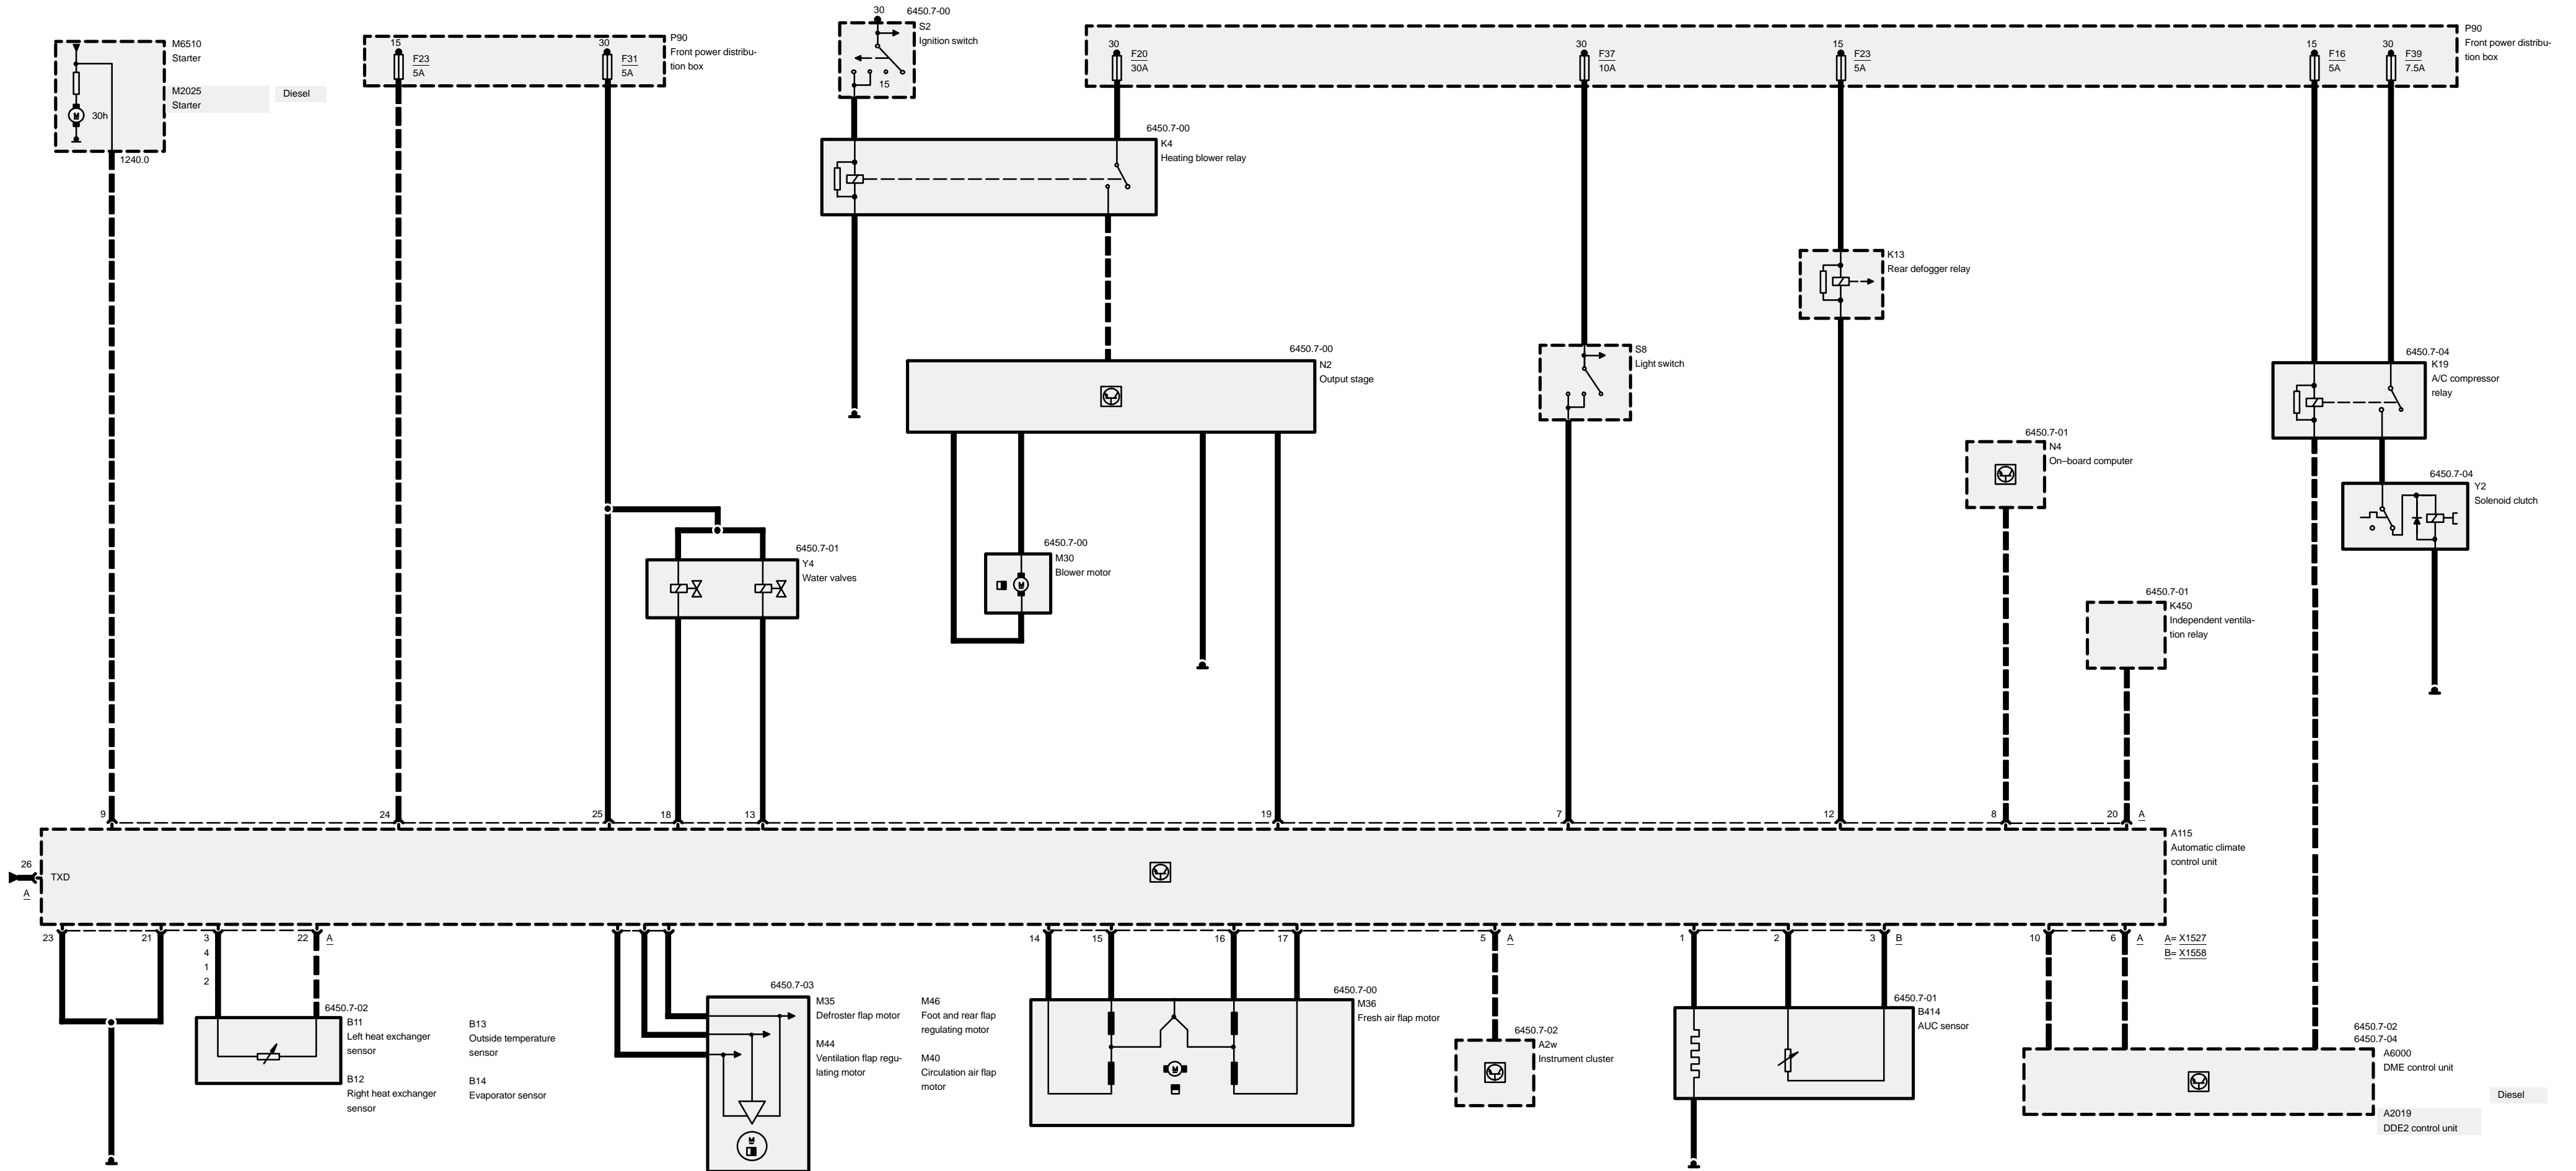 M6510
Starter
M2025
Starter
Diesel
M
30h
1240.0
15
F23
5A
30
F31
5A
P90
Front power distribu-
tion box
30
6450.7-00
S2
Ignition switch
15
30
F20
30A
30
F37
10A
15
F23
5A
15
F16
5A
30
F39
7.5A
P90
Front power distribu-
tion box
6450.7-00
K4
Heating blower relay
K13
Rear defogger relay
6450.7-00
N2
Output stage
S8
Light switch
6450.7-04
K19
A/C compressor
relay
6450.7-01
N4
On–board computer
6450.7-04
Y2
Solenoid clutch
6450.7-01
Y4
Water valves
6450.7-00
M30
Blower motor
M
6450.7-01
K450
Independent ventila-
tion relay
9
24
25
18
13
19
7
12
8
20
A
A115
Automatic climate
control unit
26
A
TXD
23
21
3
4
1
2
22
A
14
15
16
17
5
A
1
2
3
B
10
6
A
A= X1527
B= X1558
6450.7-02
B11
Left heat exchanger
sensor
B12
Right heat exchanger
sensor
B13
Outside temperature
sensor
B14
Evaporator sensor
6450.7-03
M35
Defroster flap motor
M44
Ventilation flap regu-
lating motor
M46
Foot and rear flap
regulating motor
M40
Circulation air flap
motor
M
6450.7-00
M36
Fresh air flap motor
M
6450.7-02
A2w
Instrument cluster
6450.7-01
B414
AUC sensor
6450.7-02
6450.7-04
A6000
DME control unit
Diesel
A2019
DDE2 control unit